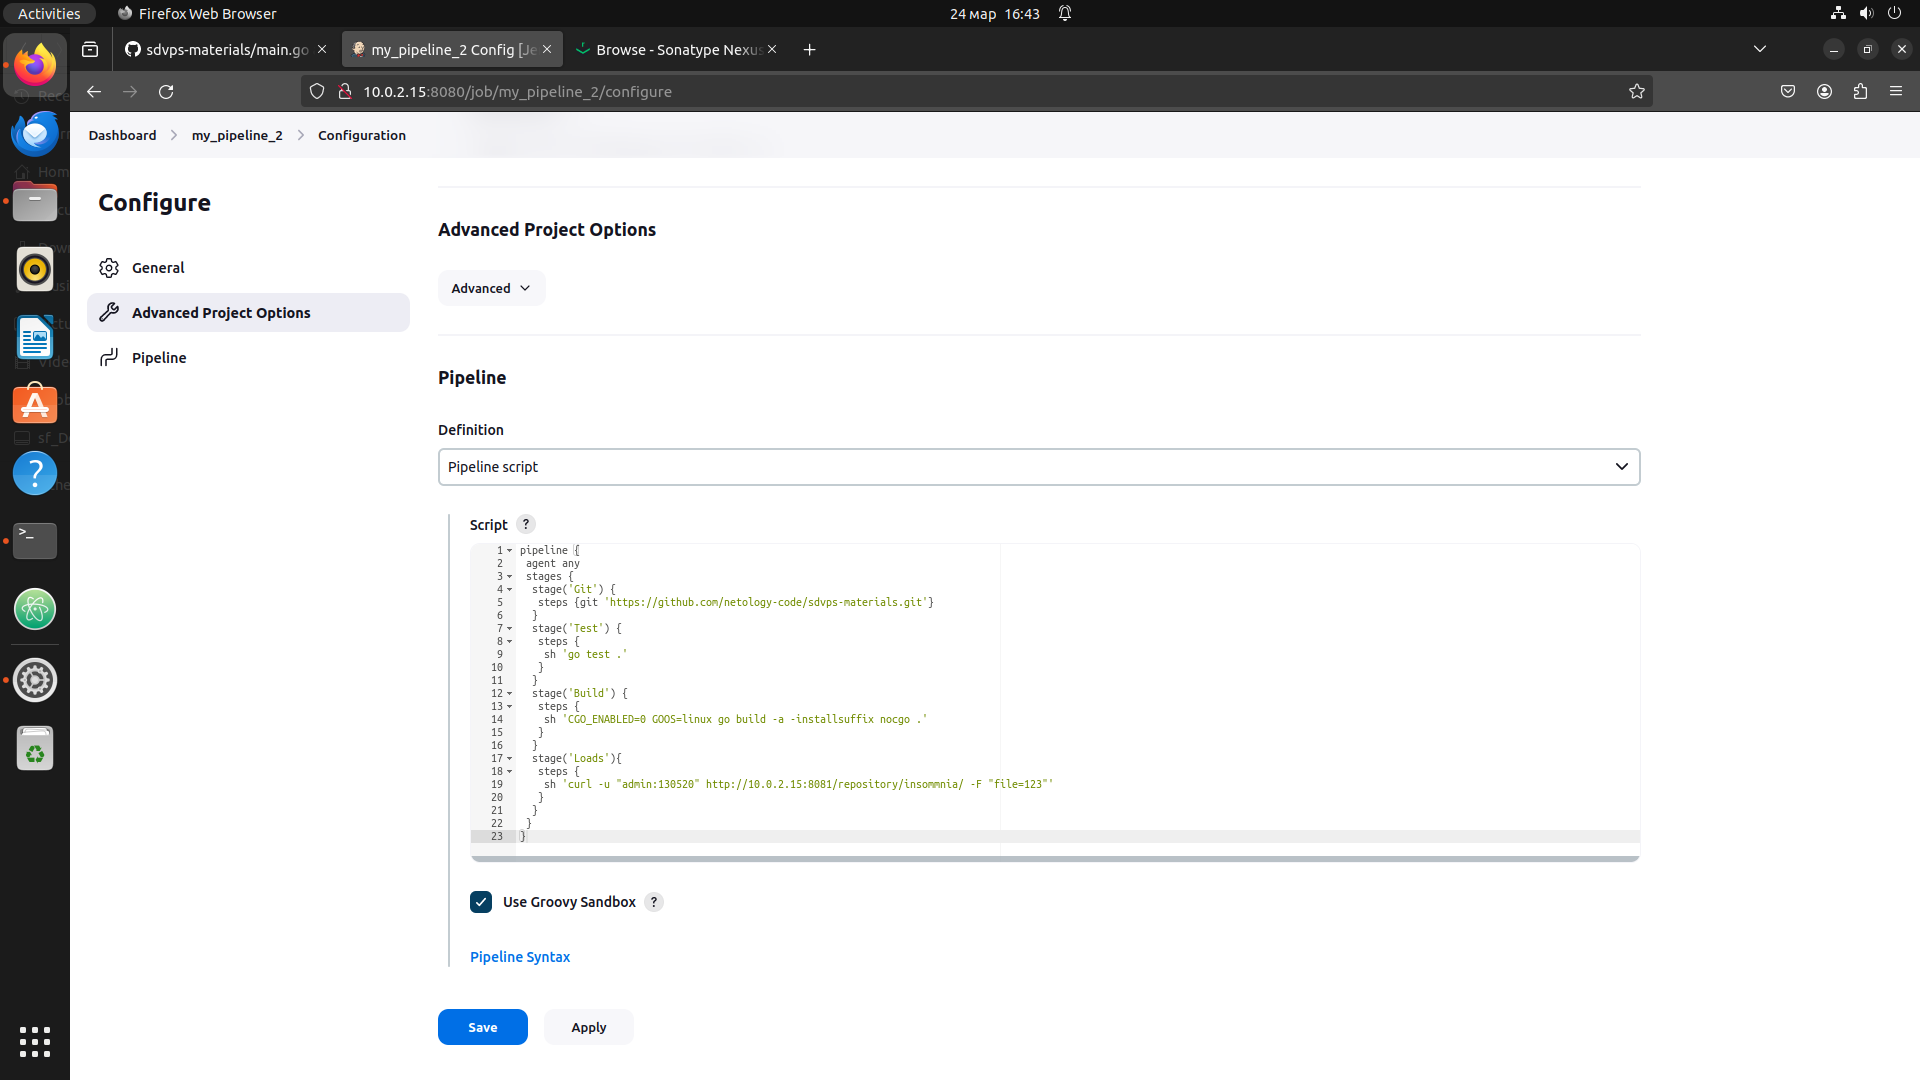 Activities
Firefox Web Browser
24 мар 16:43
sdvps-materials/main.go
my_pipeline_2 Config [Je
Browse - Sonatype Nexus
10.0.2.15:8080/job/my_pipeline_2/configure
Dashboard
my_pipeline_2
Configuration
Configure
General
Advanced Project Options
Pipeline
Advanced Project Options
Advanced
Pipeline
Definition
Pipeline script
Script ?
1 pipeline {
2 agent any
3 stages {
4 stage('Git') {
5 steps {git 'https://github.com/netology-code/sdvps-materials.git'}
6 }
7 stage('Test') {
8 steps {
9 sh 'go test .'
10 }
11 }
12 stage('Build') {
13 steps {
14 sh 'CGO_ENABLED=0 GOOS=linux go build -a -installsuffix nocgo .'
15 }
16 }
17 stage('Loads'){
18 steps {
19 sh 'curl -u "admin:130520" http://10.0.2.15:8081/repository/insommnia/ -F "file=123"'
20 }
21 }
22 }
23 }
Use Groovy Sandbox ?
Pipeline Syntax
Save
Apply